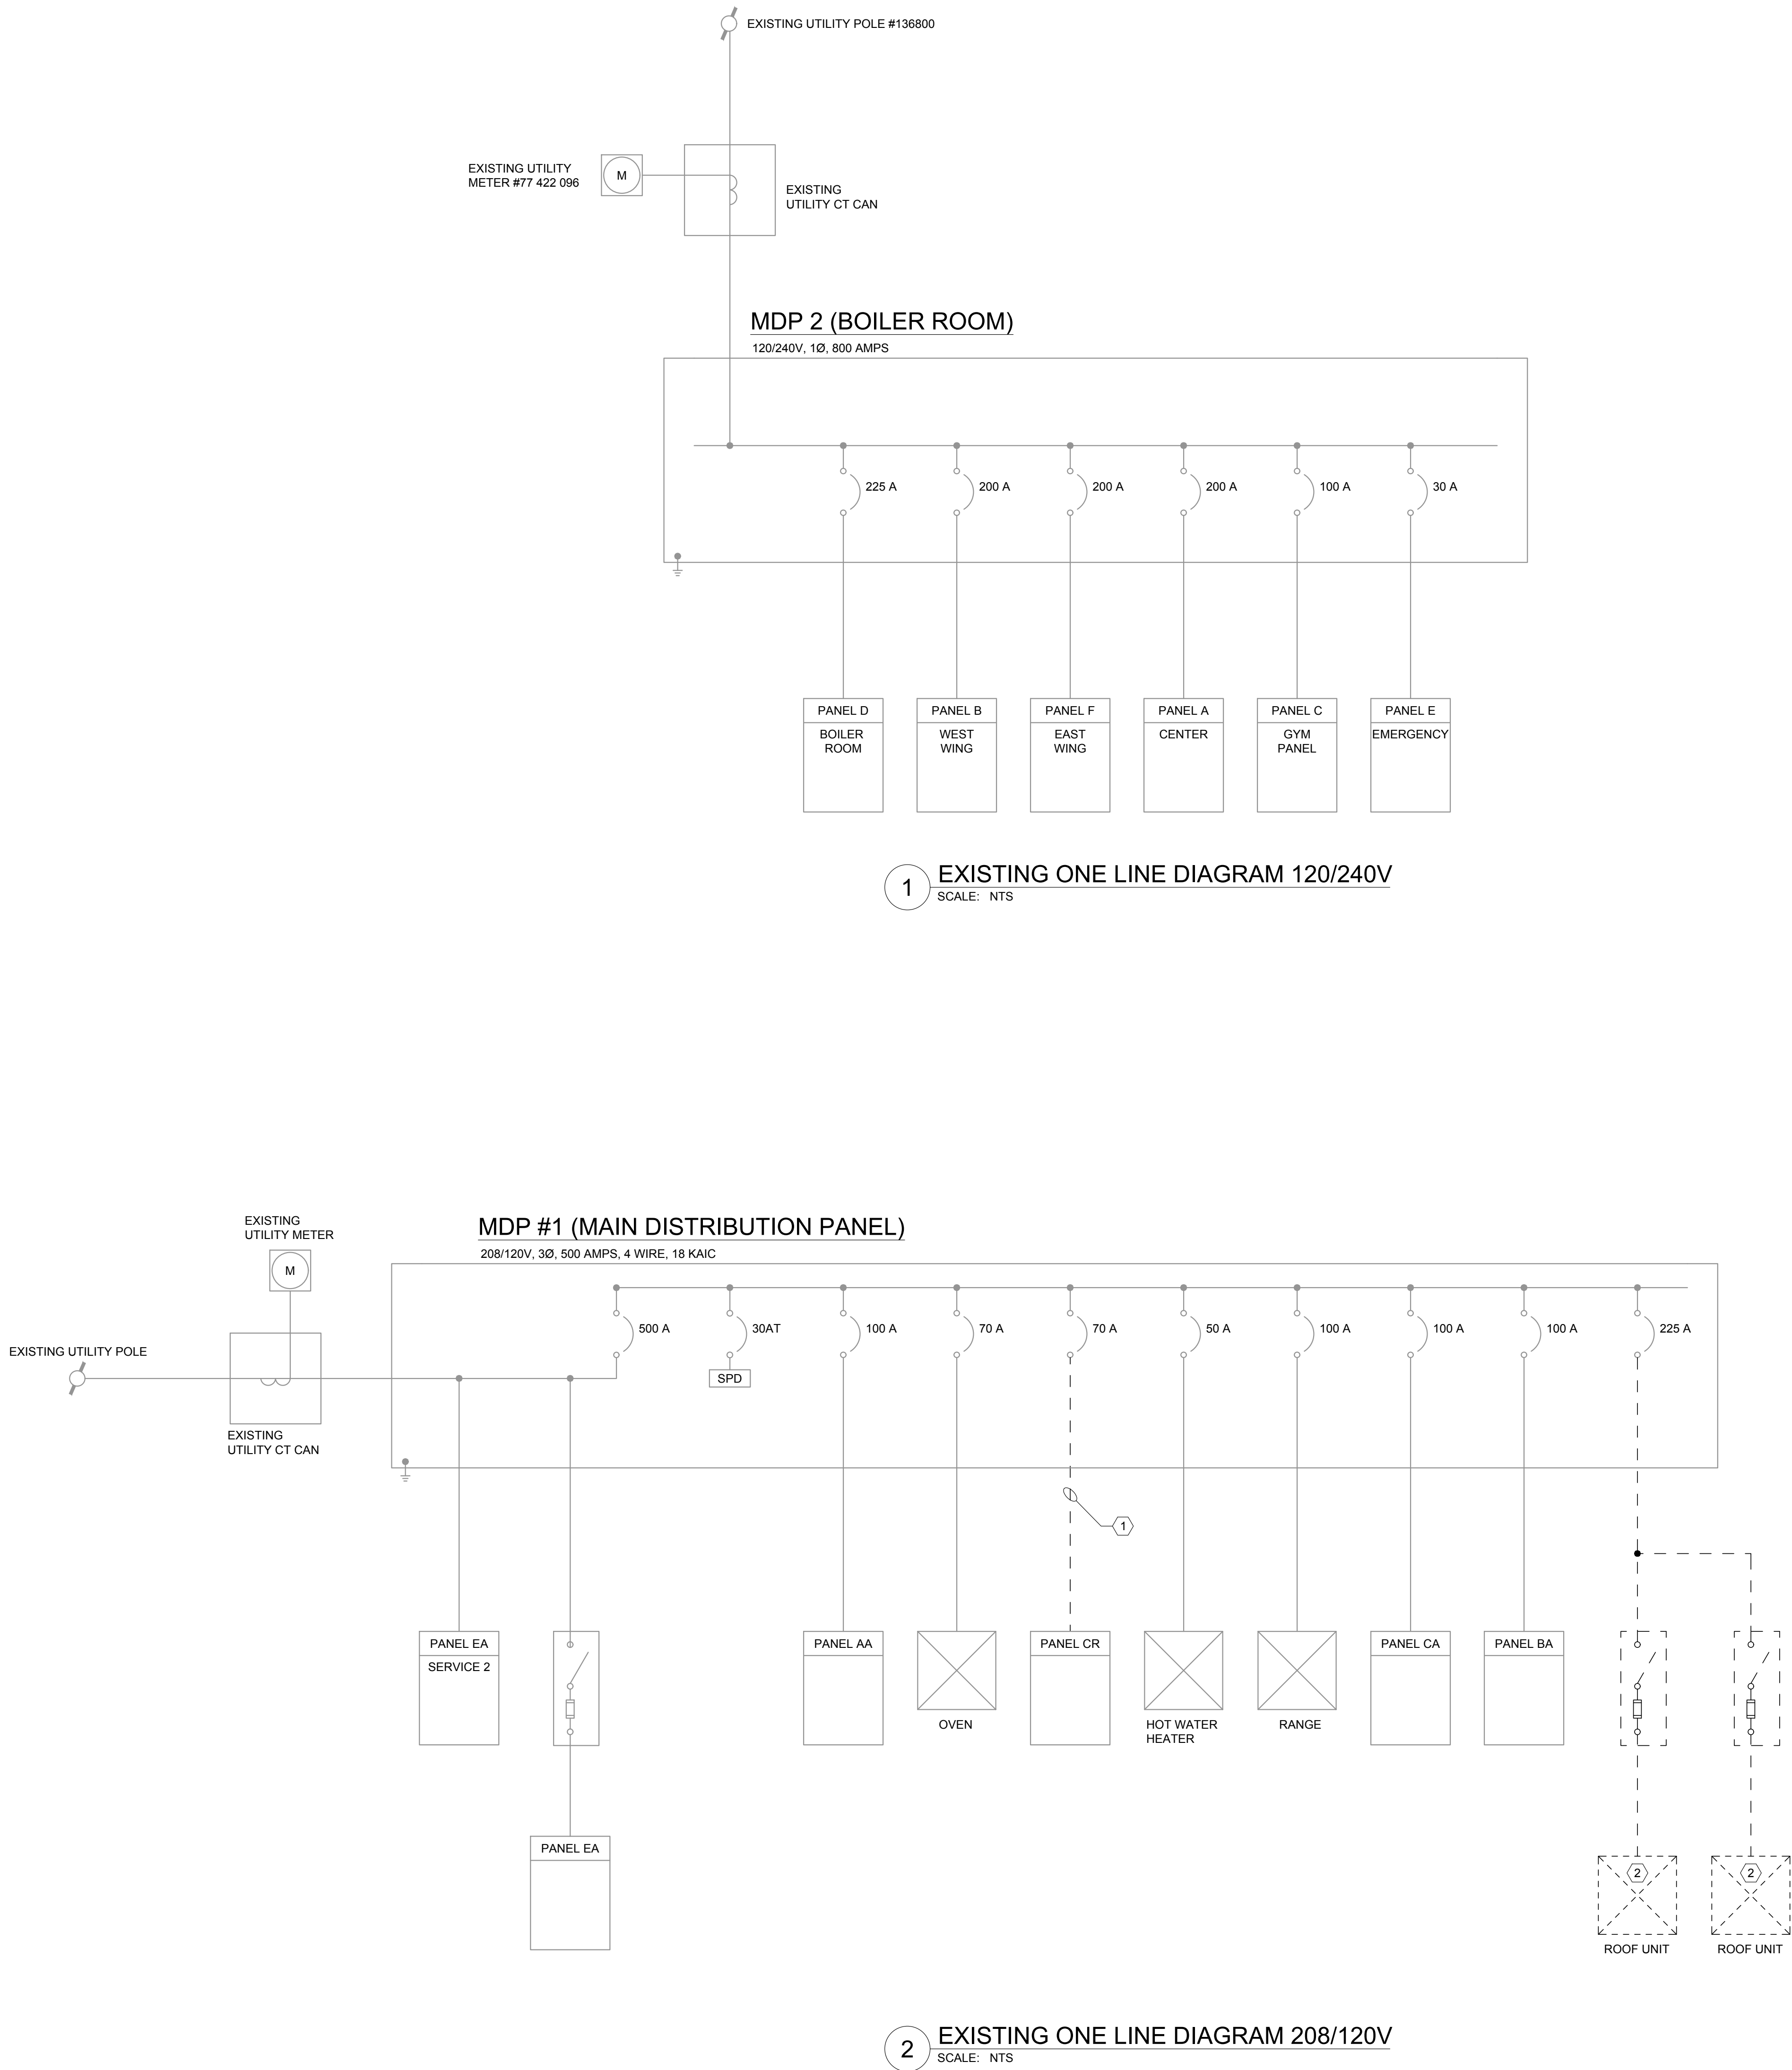 EXISTING UTILITY POLE #136800
EXISTING UTILITY
METER #77 422 096
M
EXISTING
UTILITY CT CAN
MDP 2 (BOILER ROOM)
120/240V, 1Ø, 800 AMPS
225 A
200 A
200 A
200 A
100 A
30 A
PANEL D
BOILER
ROOM
PANEL B
WEST
WING
PANEL F
EAST
WING
PANEL A
CENTER
PANEL C
GYM
PANEL
PANEL E
EMERGENCY
1
EXISTING ONE LINE DIAGRAM 120/240V
SCALE: NTS
EXISTING
UTILITY METER
M
EXISTING UTILITY POLE
EXISTING
UTILITY CT CAN
MDP #1 (MAIN DISTRIBUTION PANEL)
208/120V, 3Ø, 500 AMPS, 4 WIRE, 18 KAIC
500 A
30AT
100 A
70 A
70 A
50 A
100 A
100 A
100 A
225 A
SPD
1
PANEL EA
SERVICE 2
PANEL AA
OVEN
PANEL CR
HOT WATER
HEATER
RANGE
PANEL CA
PANEL BA
PANEL EA
2
ROOF UNIT
2
ROOF UNIT
2
EXISTING ONE LINE DIAGRAM 208/120V
SCALE: NTS